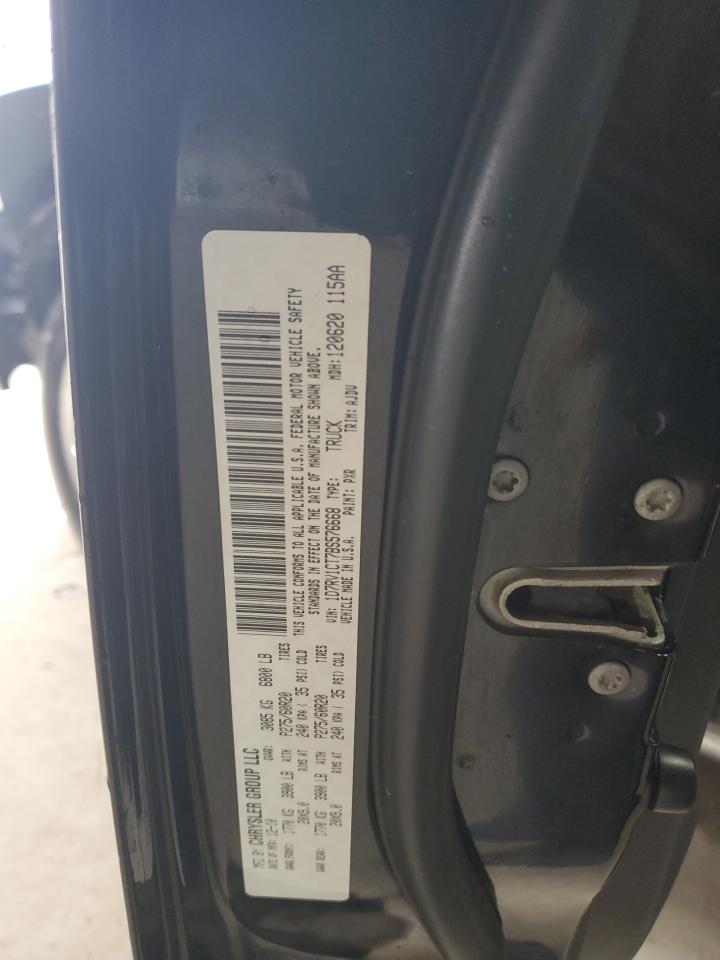 MFD BY: CHRYSLER GROUP LLC
DATE OF MFR: 12-10 GVWR: 3085 KG 6800 LB
GAWR FRONT: 1770 KG 3900 LB WITH P275/60R20 TIRES
20X9.0 RIMS AT 240 KPA ( 35 PSI) COLD
GAWR REAR: 1770 KG 3900 LB WITH P275/60R20 TIRES
20X9.0 RIMS AT 240 KPA ( 35 PSI) COLD
THIS VEHICLE CONFORMS TO ALL APPLICABLE U.S.A. FEDERAL MOTOR VEHICLE SAFETY
STANDARDS IN EFFECT ON THE DATE OF MANUFACTURE SHOWN ABOVE.
VIN: 1D7RV1CT7BS576668 TYPE: TRUCK MDH: 120620 115AA
VEHICLE MADE IN U.S.A. PAINT: PXR TRIM: AJDV